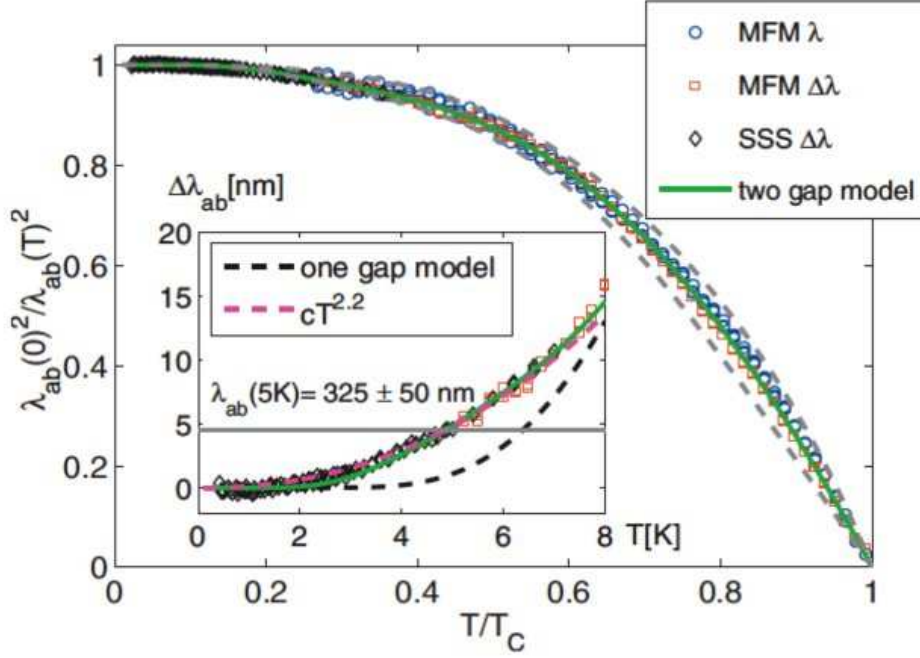 MFM λ
MFM Δλ
SSS Δλ
two gap model
λab(0)²/λab(T)²
1
0.8
0.6
0.4
0.2
0
Δλab[nm]
20
15
10
5
0
one gap model
cT^2.2
λab(5K)= 325 ± 50 nm
0 2 4 6 8
T[K]
0 0.2 0.4 0.6 0.8 1
T/TC